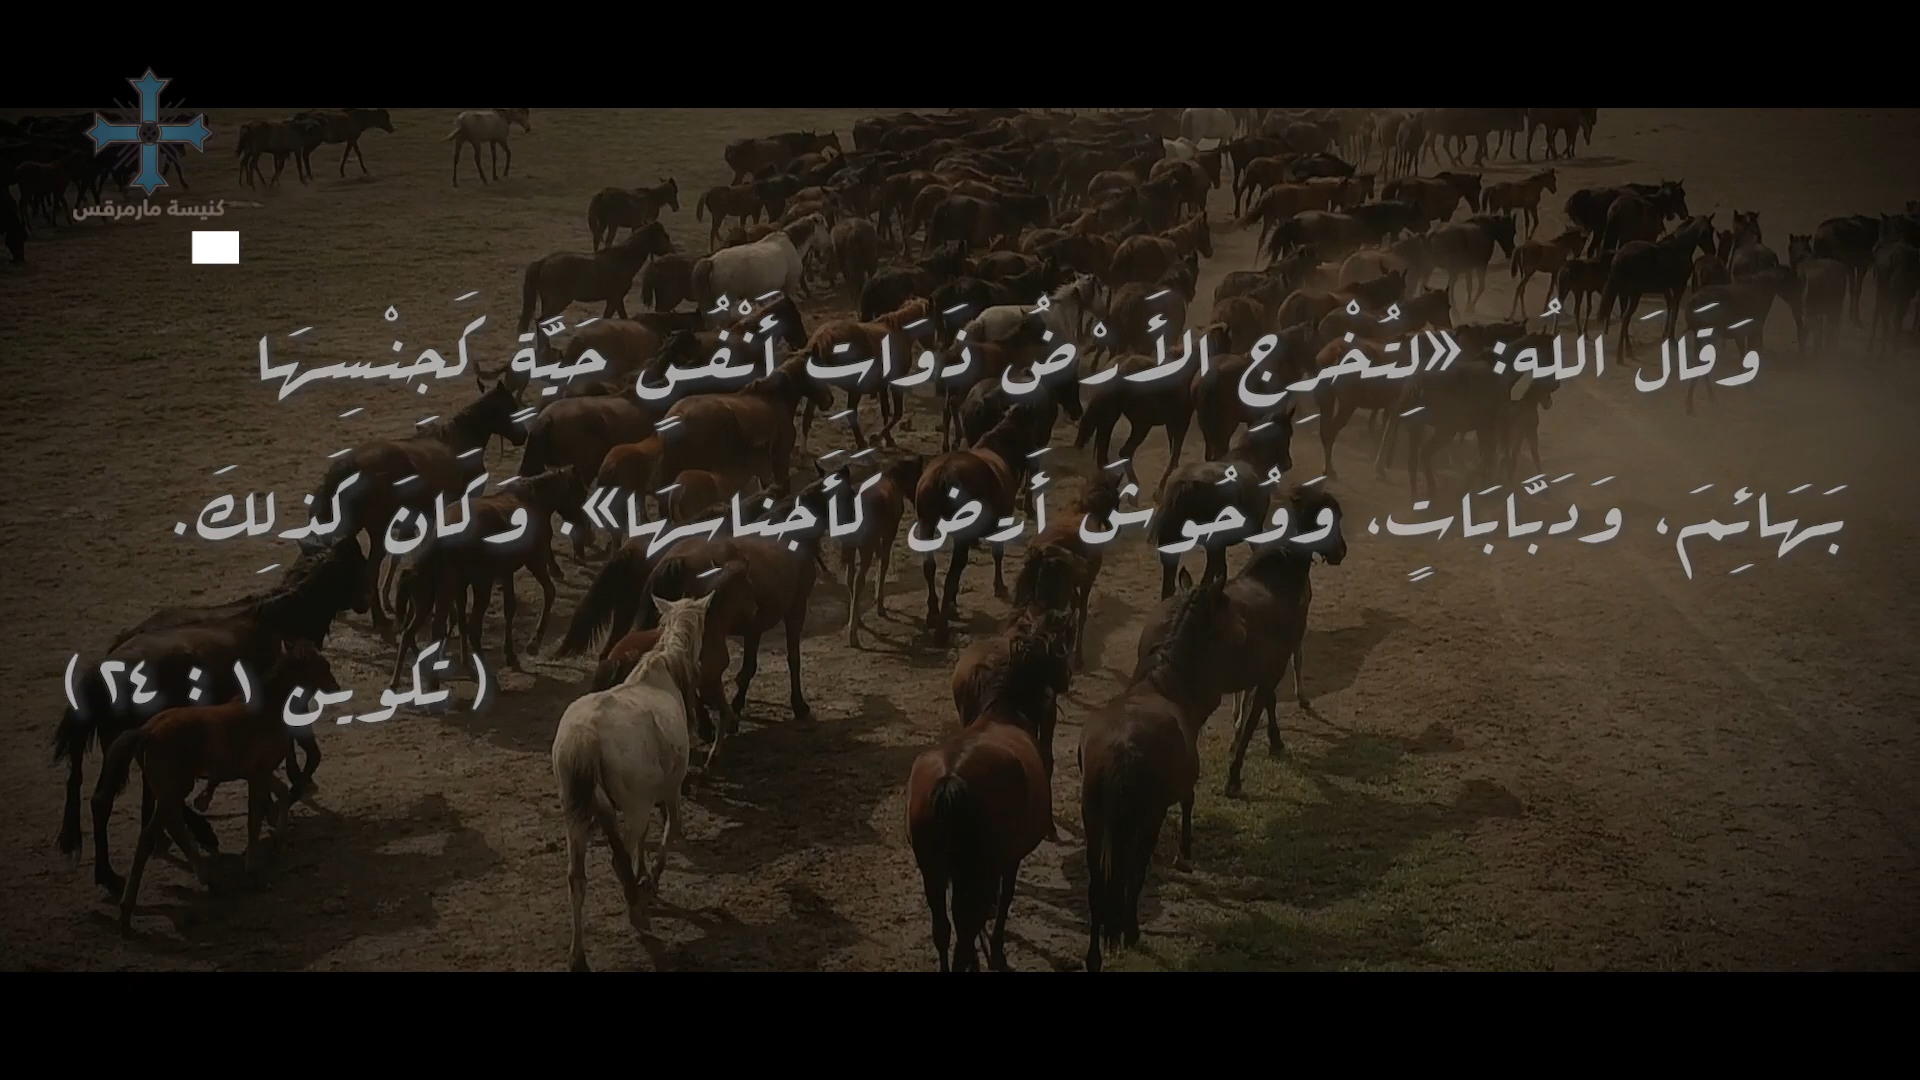 كنيسة مارمرقس
وَقَالَ اللهُ: «لِتُخْرِجِ الأَرْضُ ذَوَاتِ أَنْفُسٍ حَيَّةٍ كَجِنْسِهَا
بَهَائِمَ، وَدَبَّابَاتٍ، وَوُحُوشَ أَرْضٍ كَأَجْنَاسِهَا». وَكَانَ كَذلِكَ.
(تكوين ١ : ٢٤)